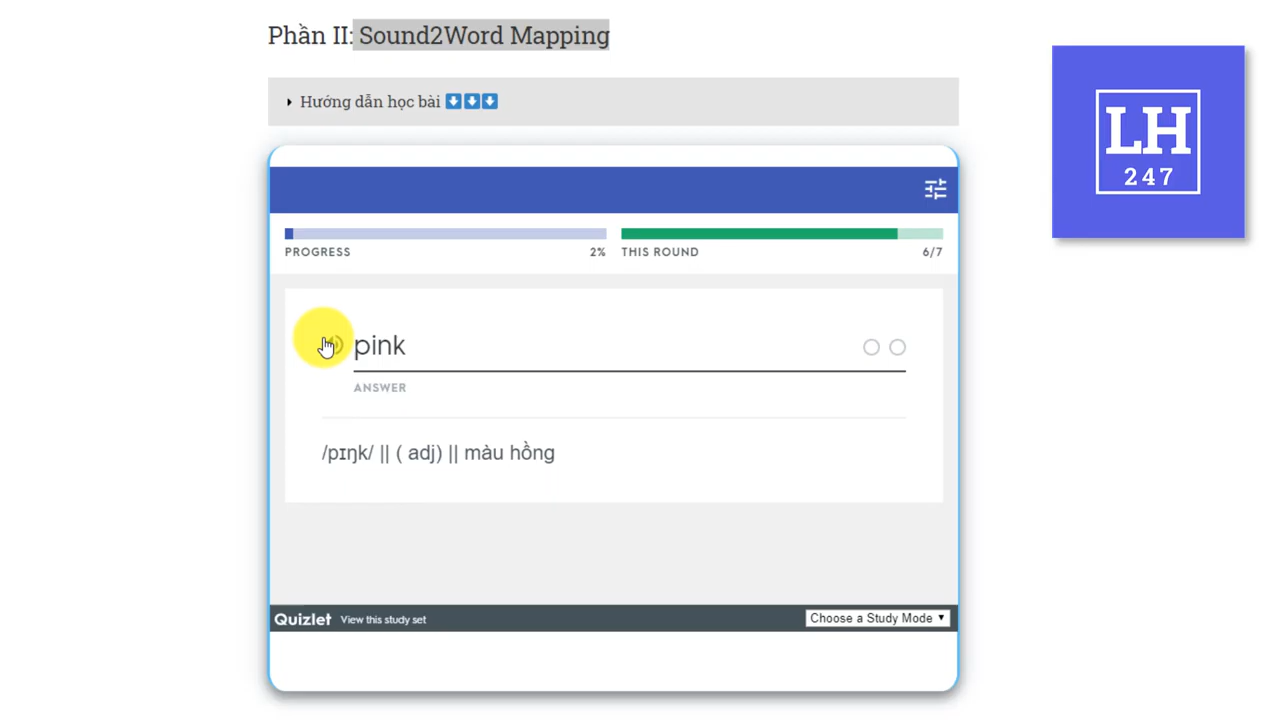 Phần II: Sound2Word Mapping
Hướng dẫn học bài
LH
247
PROGRESS 2% THIS ROUND 6/7
pink
ANSWER
/pɪŋk/ || ( adj) || màu hồng
Quizlet View this study set Choose a Study Mode